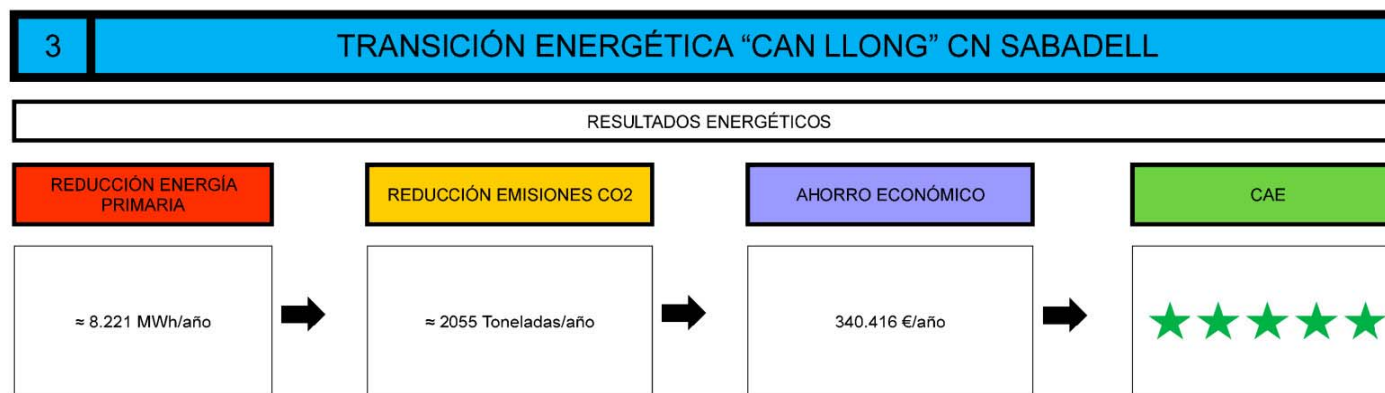 3
TRANSICIÓN ENERGÉTICA “CAN LLONG” CN SABADELL
RESULTADOS ENERGÉTICOS
REDUCCIÓN ENERGÍA
PRIMARIA
REDUCCIÓN EMISIONES CO2
AHORRO ECONÓMICO
CAE
≈ 8.221 MWh/año
≈ 2055 Toneladas/año
340.416 €/año